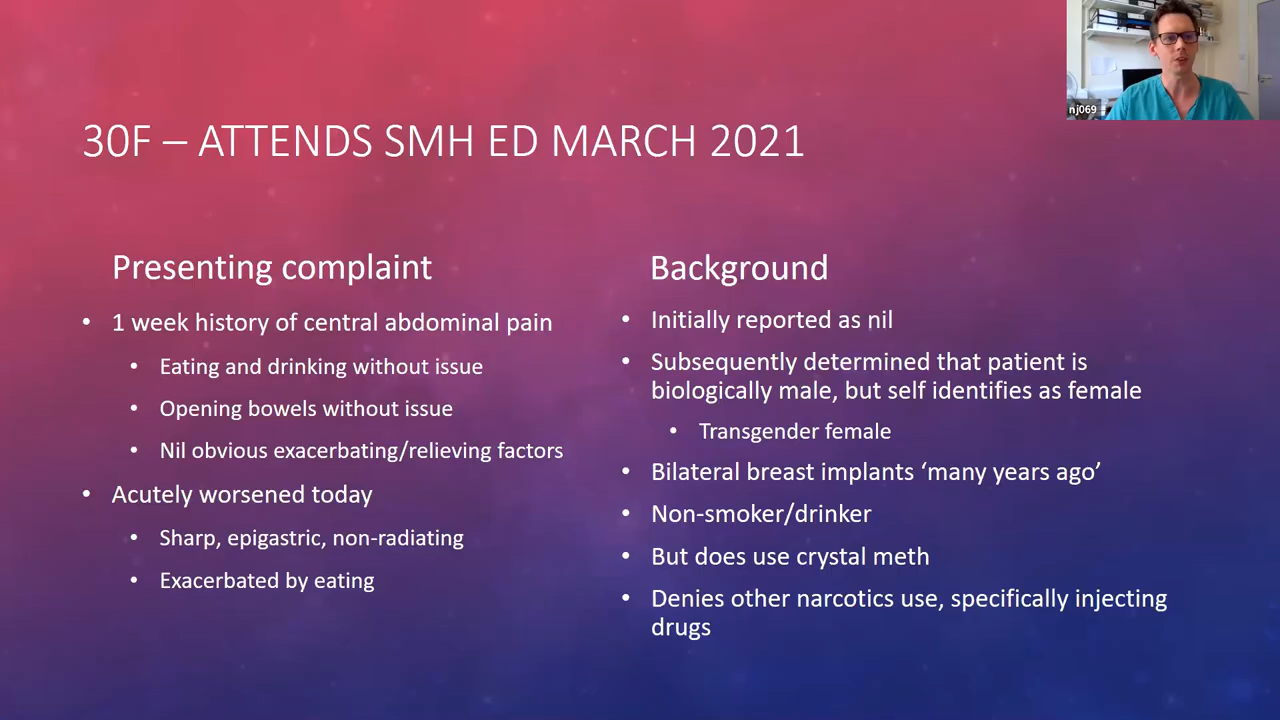 nj069
30F – ATTENDS SMH ED MARCH 2021
Presenting complaint
• 1 week history of central abdominal pain
• Eating and drinking without issue
• Opening bowels without issue
• Nil obvious exacerbating/relieving factors
• Acutely worsened today
• Sharp, epigastric, non-radiating
• Exacerbated by eating
Background
• Initially reported as nil
• Subsequently determined that patient is
biologically male, but self identifies as female
• Transgender female
• Bilateral breast implants ‘many years ago’
• Non-smoker/drinker
• But does use crystal meth
• Denies other narcotics use, specifically injecting
drugs